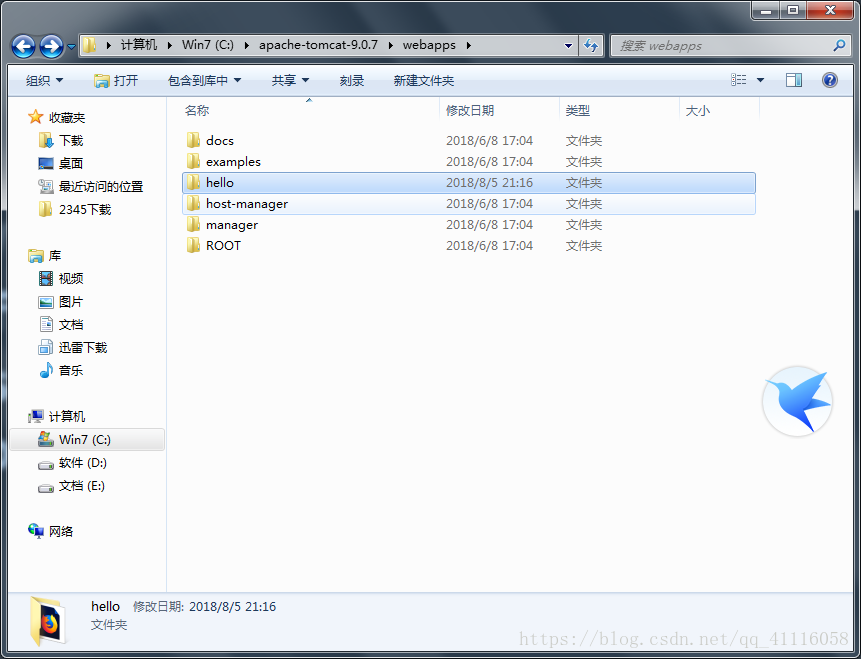 计算机 Win7 (C:) apache-tomcat-9.0.7 webapps 搜索 webapps
组织 打开 包含到库中 共享 刻录 新建文件夹
名称 修改日期 类型 大小
收藏夹
下载
桌面
最近访问的位置
2345下载
库
视频
图片
文档
迅雷下载
音乐
计算机
Win7 (C:)
软件 (D:)
文档 (E:)
网络
docs 2018/6/8 17:04 文件夹
examples 2018/6/8 17:04 文件夹
hello 2018/8/5 21:16 文件夹
host-manager 2018/6/8 17:04 文件夹
manager 2018/6/8 17:04 文件夹
ROOT 2018/6/8 17:04 文件夹
hello 修改日期: 2018/8/5 21:16
文件夹
https://blog.csdn.net/qq_41116058